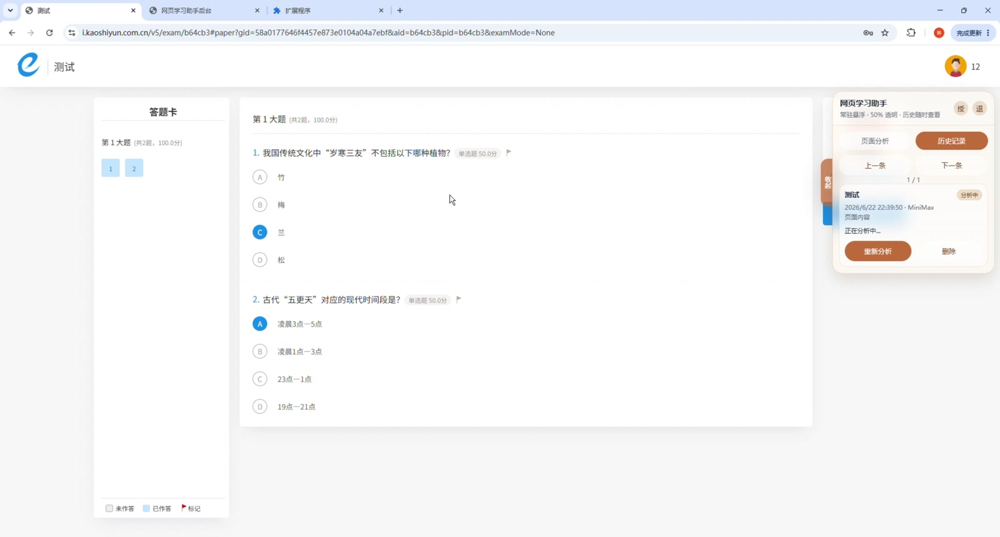 测试
网页学习助手后台
扩展程序
i.kaoshiyun.com.cn/v5/exam/b64cb3#paper?gid=58a0177646f4457e873e0104a04a7ebf&aid=b64cb3&pid=b64cb3&examMode=None
完成更新
测试
12
答题卡
第 1 大题 (共2题，100.0分)
1
2
未作答
已作答
标记
第 1 大题 (共2题，100.0分)
1. 我国传统文化中“岁寒三友”不包括以下哪种植物? 单选题 50.0分
A 竹
B 梅
C 兰
D 松
2. 古代“五更天”对应的现代时间段是? 单选题 50.0分
A 凌晨3点—5点
B 凌晨1点—3点
C 23点—1点
D 19点—21点
收起
网页学习助手
常驻悬浮 · 50% 透明 · 历史随时查看
授
退
页面分析
历史记录
上一条
下一条
1 / 1
测试
分析中
2026/6/22 22:39:50 · MiniMax
页面内容
正在分析中...
重新分析
删除